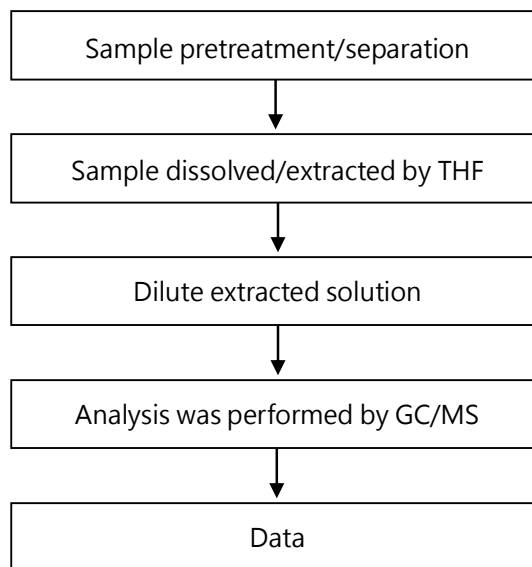 Sample pretreatment/separation
Sample dissolved/extracted by THF
Dilute extracted solution
Analysis was performed by GC/MS
Data